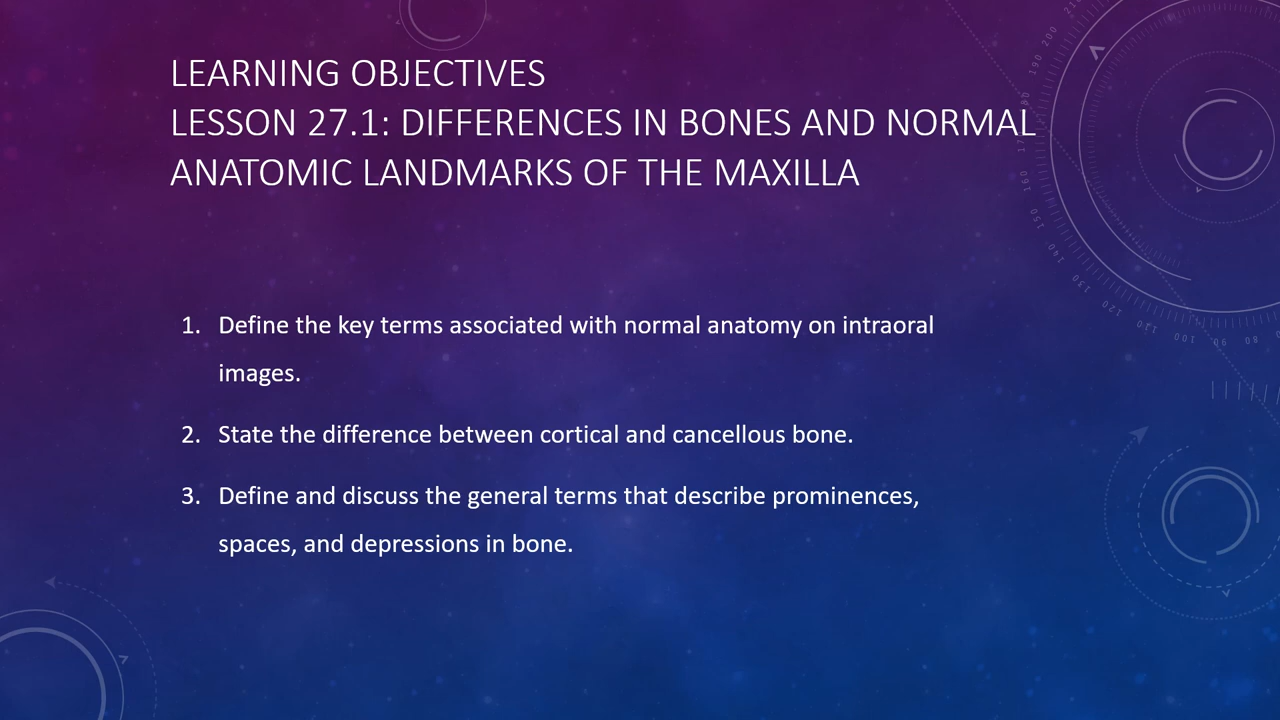 LEARNING OBJECTIVES
LESSON 27.1: DIFFERENCES IN BONES AND NORMAL
ANATOMIC LANDMARKS OF THE MAXILLA
1. Define the key terms associated with normal anatomy on intraoral
images.
2. State the difference between cortical and cancellous bone.
3. Define and discuss the general terms that describe prominences,
spaces, and depressions in bone.